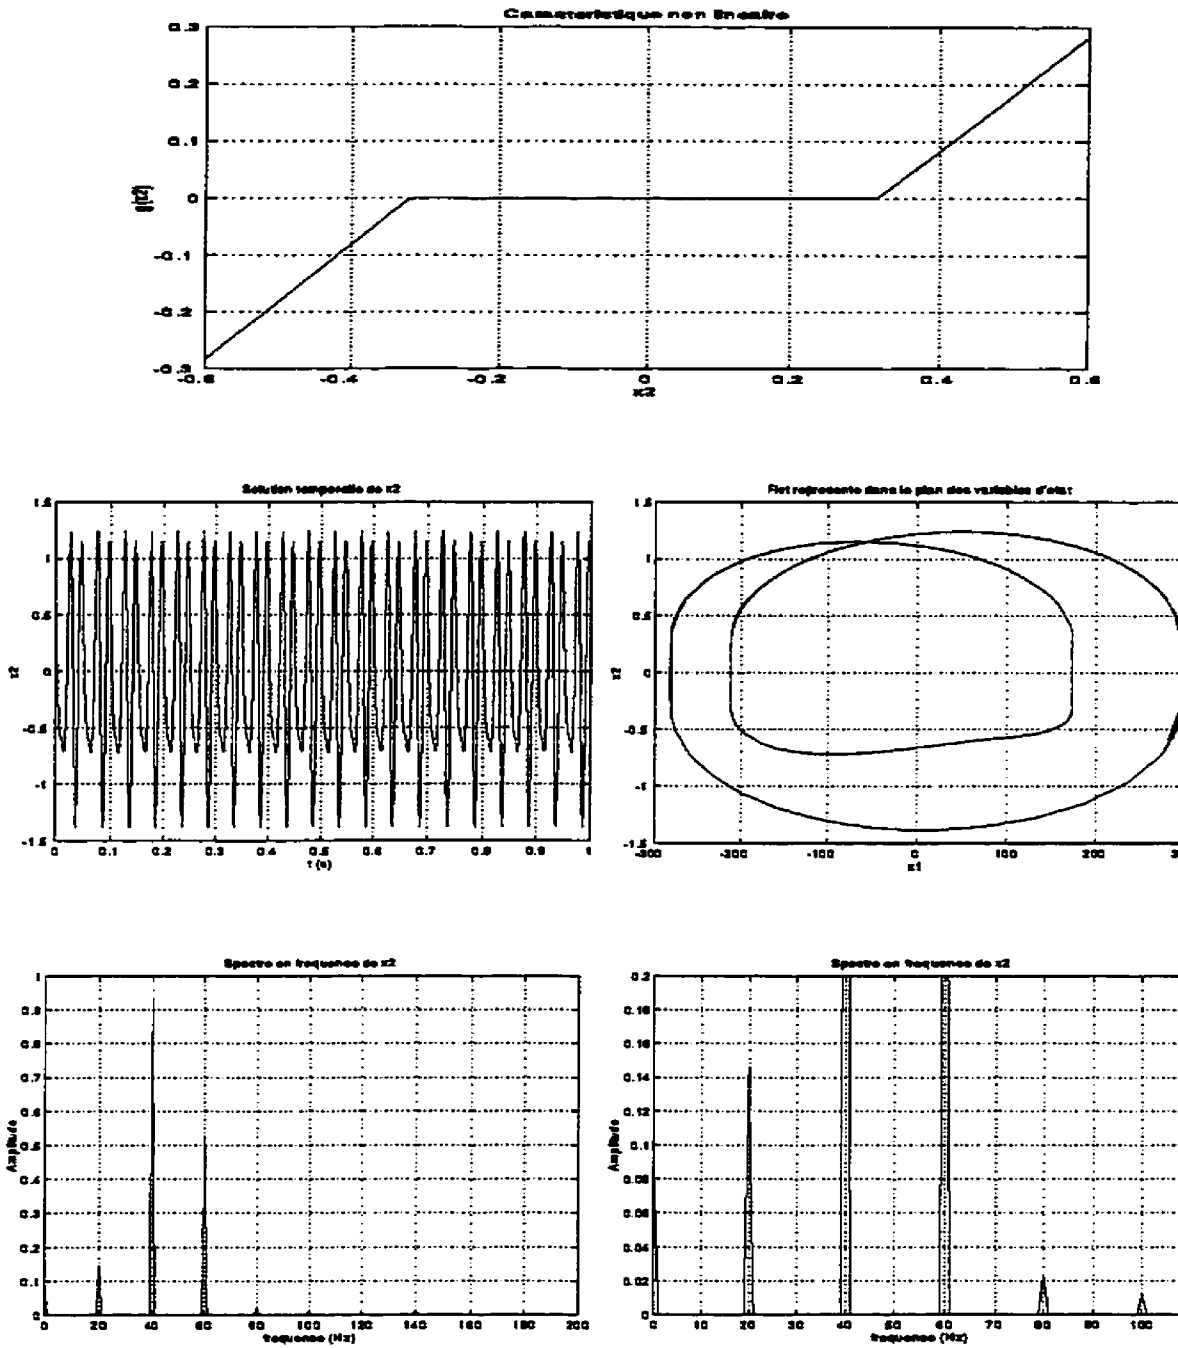 Caracteristique non lineaire
0.3
0.2
0.1
0
-0.1
-0.2
-0.3
g(x2)
-0.6 -0.4 -0.2 0 0.2 0.4 0.6
x2
Solution temporelle de x2
1.5
1
0.5
0
-0.5
-1
-1.5
x2
0 0.1 0.2 0.3 0.4 0.5 0.6 0.7 0.8 0.9 1
T (s)
Flot represente dans le plan des variables d'etat
1.5
1
0.5
0
-0.5
-1
-1.5
x2
-300 -200 -100 0 100 200
x1
Spectre en frequence de x2
1
0.9
0.8
0.7
0.6
0.5
0.4
0.3
0.2
0.1
0
Amplitude
0 20 40 60 80 100 120 140 160 180 200
frequence (Hz)
Spectre en frequence de x2
0.2
0.18
0.16
0.14
0.12
0.1
0.08
0.06
0.04
0.02
0
Amplitude
0 10 20 30 40 50 60 70 80 90 100
frequence (Hz)